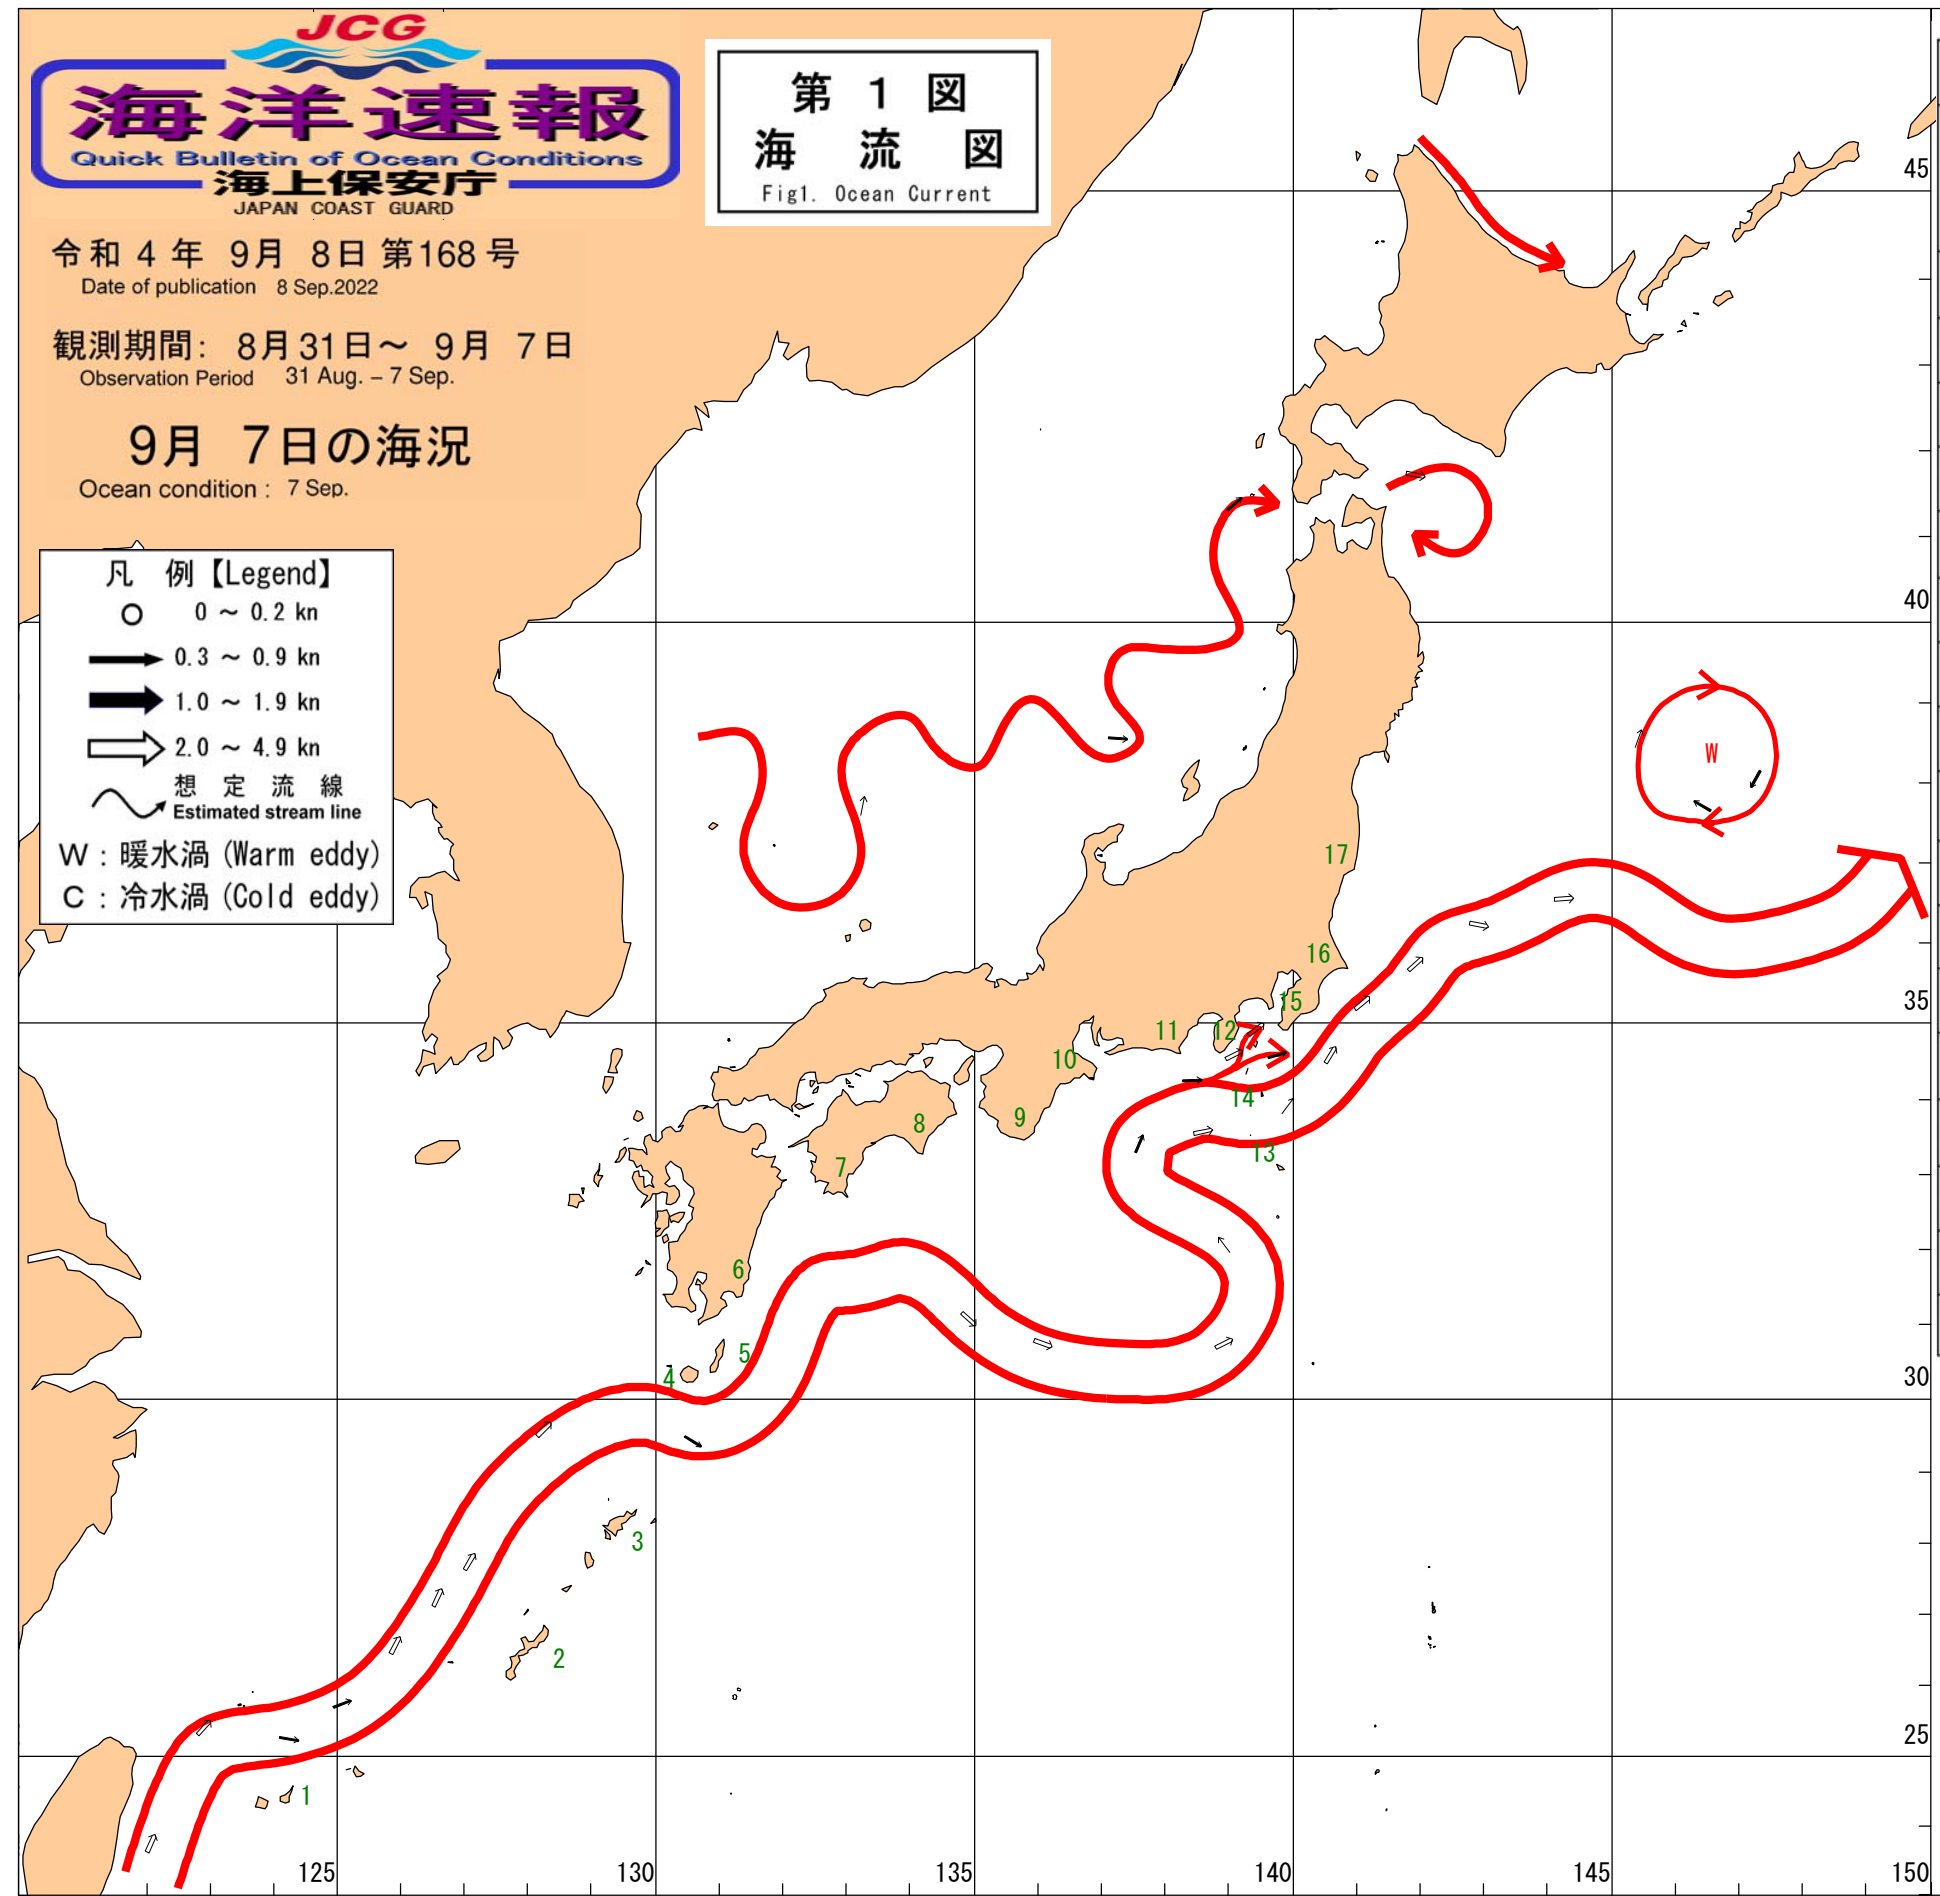 JCG
海洋速報
Quick Bulletin of Ocean Conditions
海上保安庁
JAPAN COAST GUARD
第 1 図
海 流 図
Fig1. Ocean Current
令和 4 年 9月 8日 第168号
Date of publication 8 Sep.2022
観測期間: 8月31日～ 9月 7日
Observation Period 31 Aug. – 7 Sep.
9月 7日の海況
Ocean condition : 7 Sep.
凡 例【Legend】
0 ～ 0.2 kn
0.3 ～ 0.9 kn
1.0 ～ 1.9 kn
2.0 ～ 4.9 kn
想 定 流 線
Estimated stream line
W : 暖水渦 (Warm eddy)
C : 冷水渦 (Cold eddy)
45
40
W
17
16
35
15
12
11
10
14
9
8
13
7
6
5
4
30
3
2
25
1
125
130
135
140
145
150